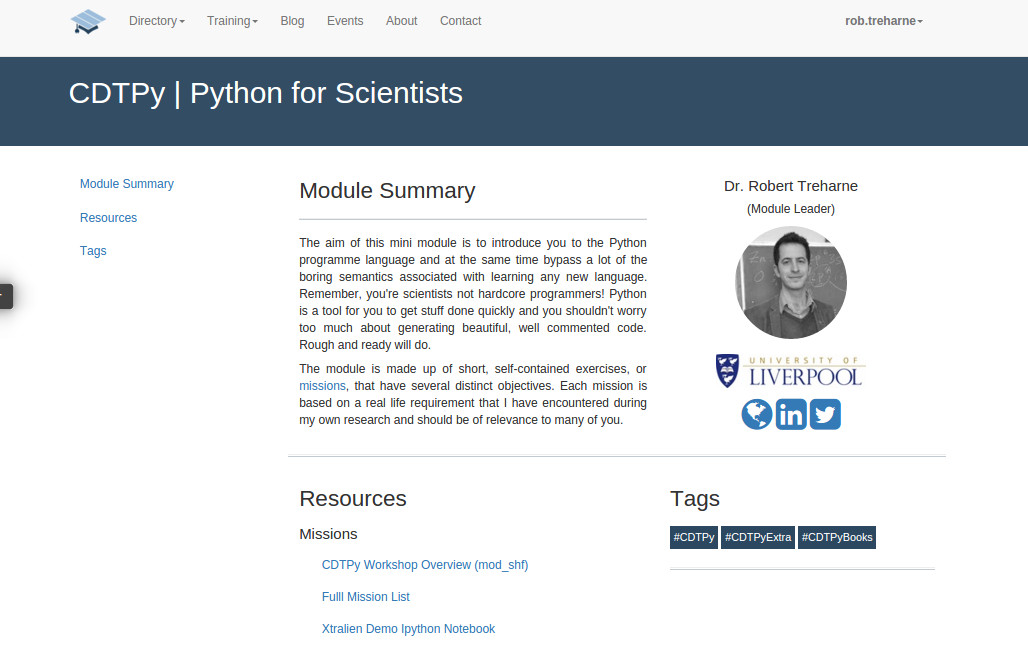 Directory Training Blog Events About Contact rob.treharne
CDTPy | Python for Scientists
Module Summary
Resources
Tags
Module Summary
The aim of this mini module is to introduce you to the Python
programme language and at the same time bypass a lot of the
boring semantics associated with learning any new language.
Remember, you're scientists not hardcore programmers! Python
is a tool for you to get stuff done quickly and you shouldn't worry
too much about generating beautiful, well commented code.
Rough and ready will do.
The module is made up of short, self-contained exercises, or
missions, that have several distinct objectives. Each mission is
based on a real life requirement that I have encountered during
my own research and should be of relevance to many of you.
Dr. Robert Treharne
(Module Leader)
UNIVERSITY OF
LIVERPOOL
in
Resources
Missions
CDTPy Workshop Overview (mod_shf)
Fulll Mission List
Xtralien Demo Ipython Notebook
Tags
#CDTPy #CDTPyExtra #CDTPyBooks